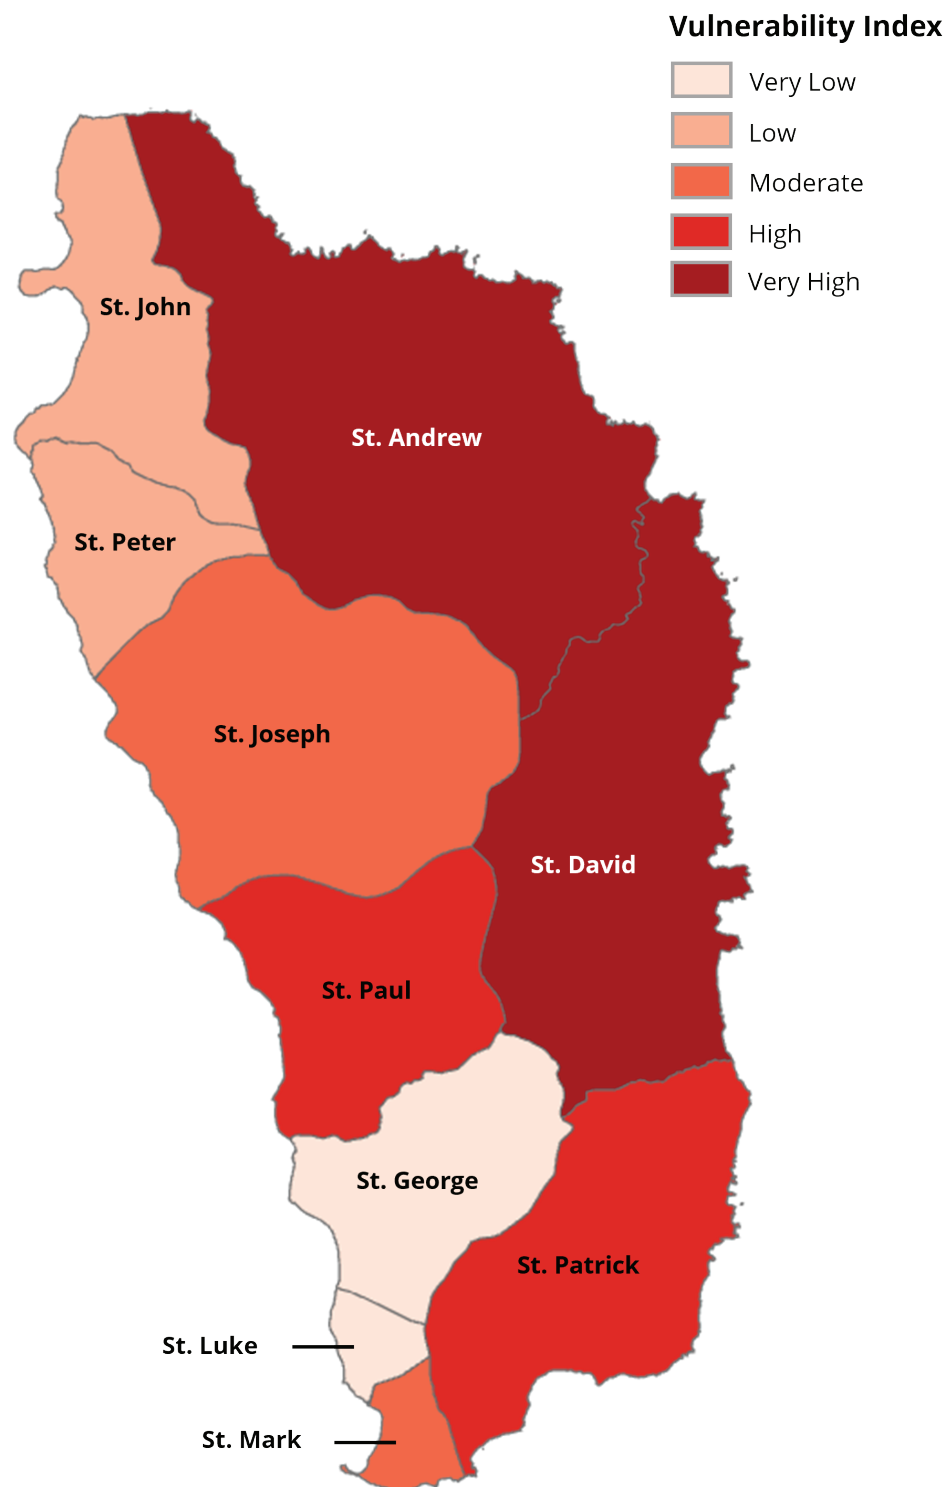 Vulnerability Index
Very Low
Low
Moderate
High
Very High
St. John
St. Andrew
St. Peter
St. Joseph
St. David
St. Paul
St. George
St. Patrick
St. Luke
St. Mark